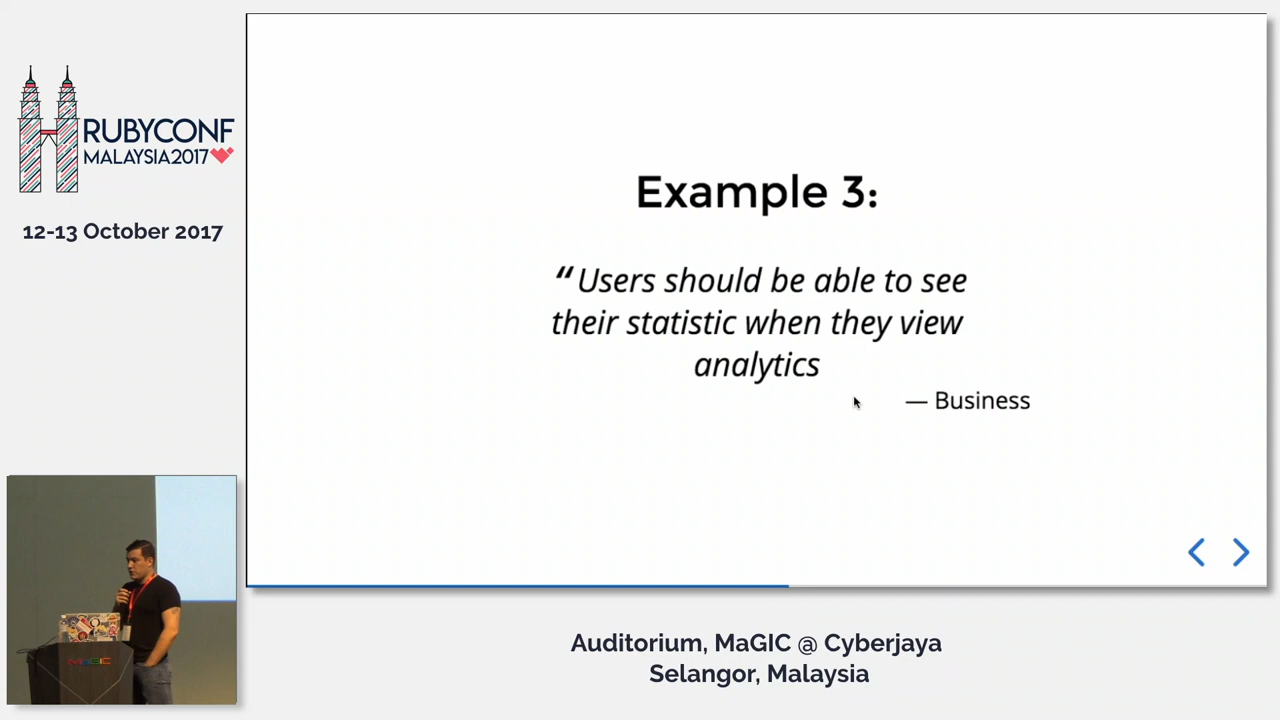 RUBYCONF
MALAYSIA2017
12-13 October 2017
Example 3:
“Users should be able to see
their statistic when they view
analytics
— Business
MaGIC
Auditorium, MaGIC @ Cyberjaya
Selangor, Malaysia